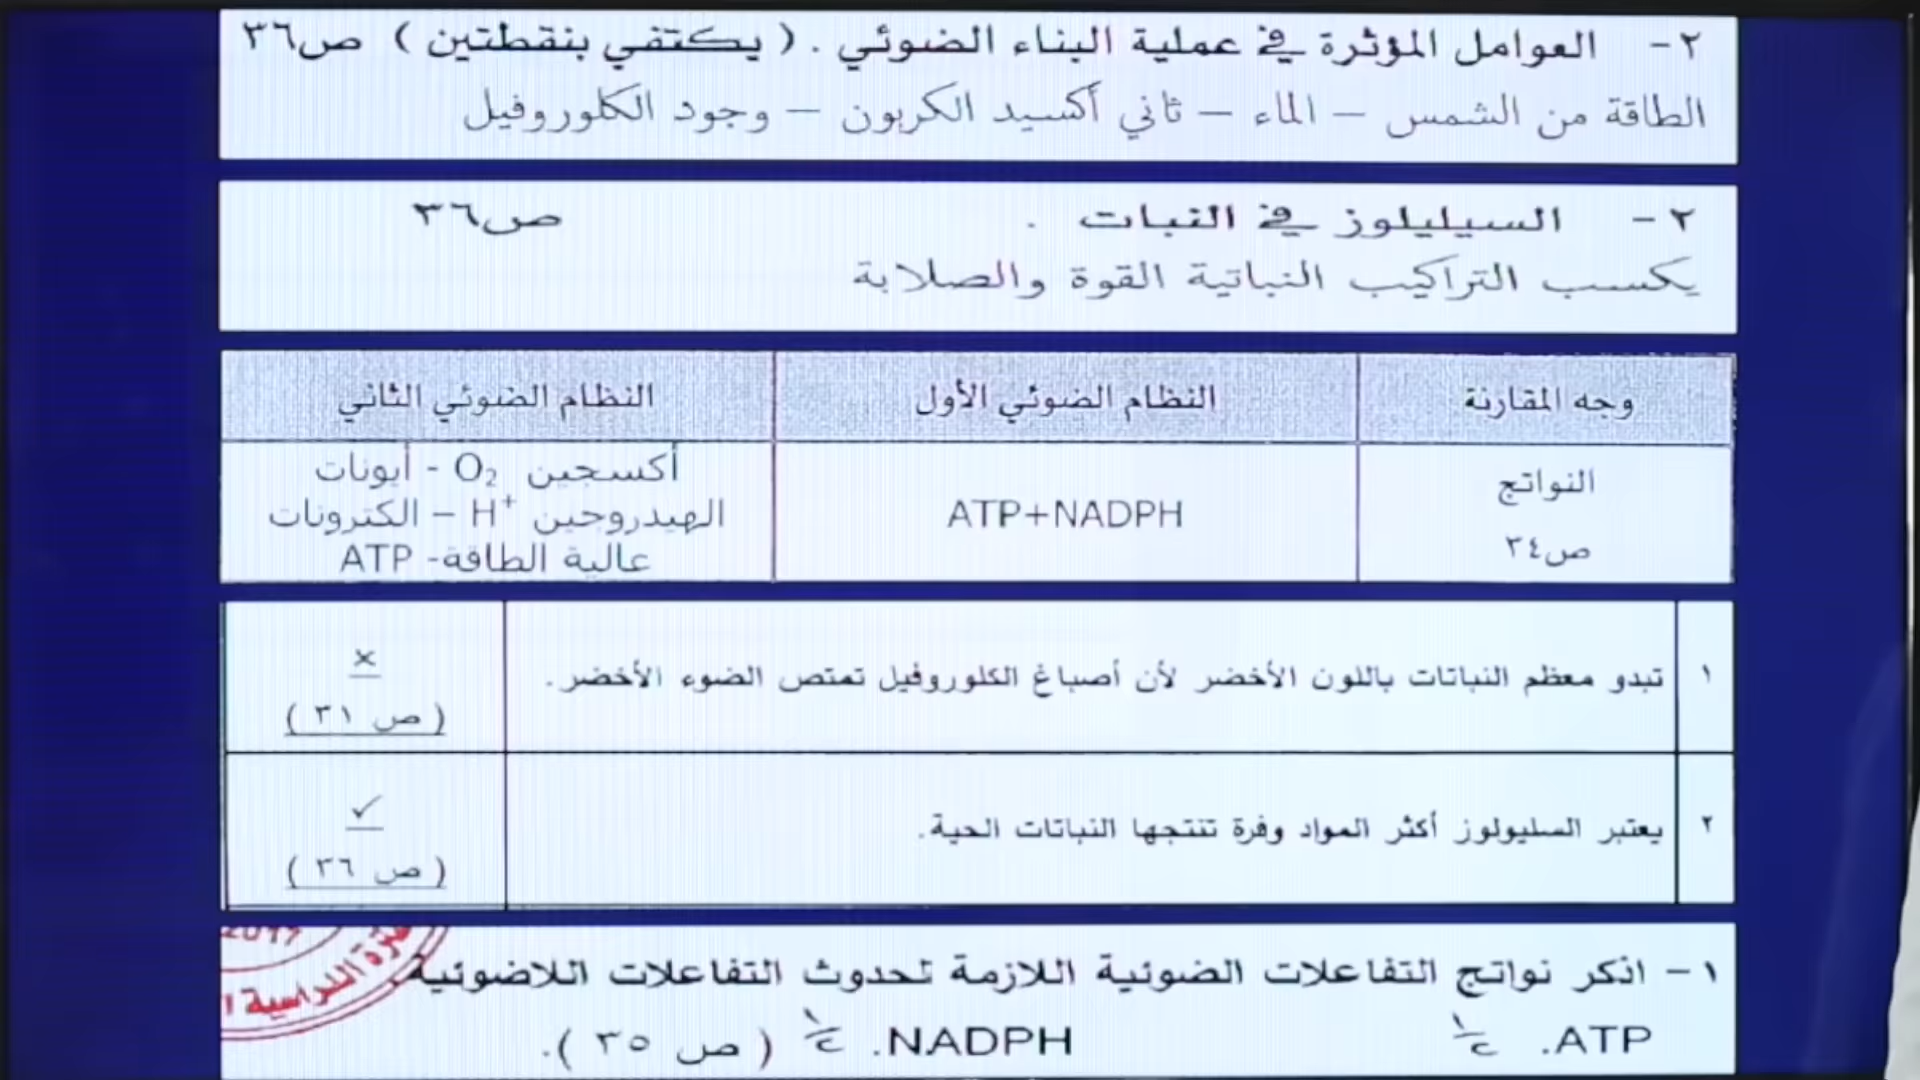 ٢- العوامل المؤثرة في عملية البناء الضوئي . ( يكتفي بنقطتين ) ص٣٦
الطاقة من الشمس – الماء – ثاني أكسيد الكربون – وجود الكلوروفيل
٢- السيليلوز في النبات . ص٣٦
يكسب التراكيب النباتية القوة والصلابة
وجه المقارنة النظام الضوئي الأول النظام الضوئي الثاني
النواتج
ص٣٤
ATP+NADPH
أكسجين O₂ - أيونات
الهيدروجين H⁺ – الكترونات
عالية الطاقة- ATP
١ تبدو معظم النباتات باللون الأخضر لأن أصباغ الكلوروفيل تمتص الضوء الأخضر. ×
( ص ٣١ )
٢ يعتبر السليولوز أكثر المواد وفرة تنتجها النباتات الحية. ✓
( ص ٣٦ )
١- اذكر نواتج التفاعلات الضوئية اللازمة لحدوث التفاعلات اللاضوئية
ATP. NADPH. ( ص ٣٥ ).
الدراسية